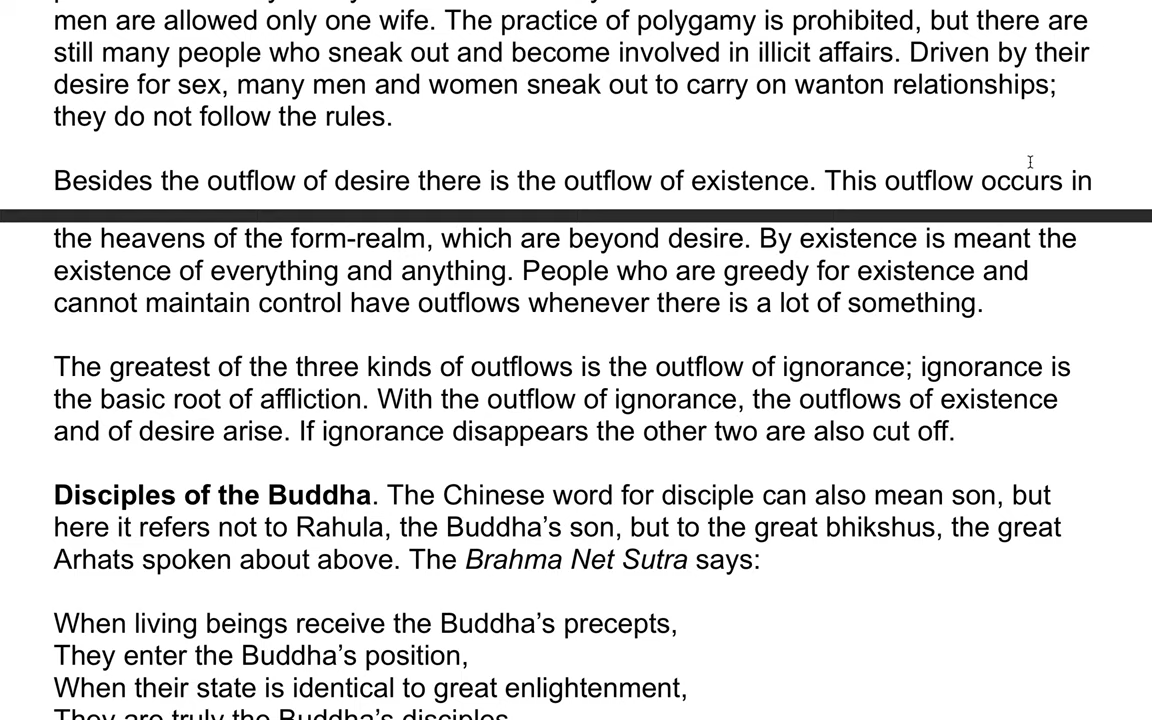 men are allowed only one wife. The practice of polygamy is prohibited, but there are
still many people who sneak out and become involved in illicit affairs. Driven by their
desire for sex, many men and women sneak out to carry on wanton relationships;
they do not follow the rules.
Besides the outflow of desire there is the outflow of existence. This outflow occurs in
the heavens of the form-realm, which are beyond desire. By existence is meant the
existence of everything and anything. People who are greedy for existence and
cannot maintain control have outflows whenever there is a lot of something.
The greatest of the three kinds of outflows is the outflow of ignorance; ignorance is
the basic root of affliction. With the outflow of ignorance, the outflows of existence
and of desire arise. If ignorance disappears the other two are also cut off.
Disciples of the Buddha. The Chinese word for disciple can also mean son, but
here it refers not to Rahula, the Buddha’s son, but to the great bhikshus, the great
Arhats spoken about above. The Brahma Net Sutra says:
When living beings receive the Buddha’s precepts,
They enter the Buddha’s position,
When their state is identical to great enlightenment,
They are truly the Buddha’s disciples